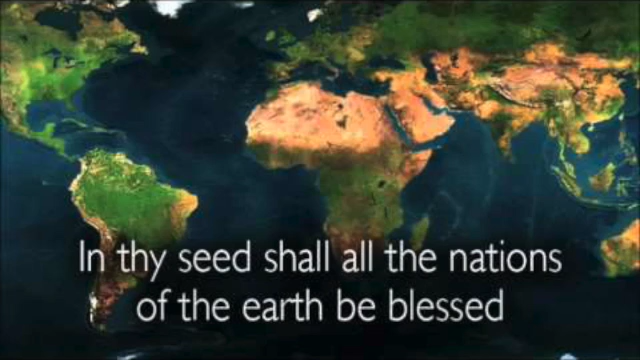 In thy seed shall all the nations
of the earth be blessed